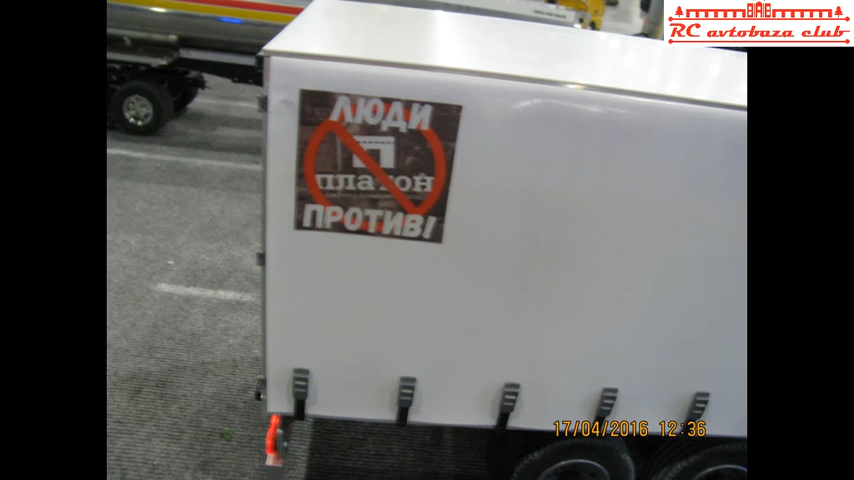 RC avtobaza club
ЛЮДИ
платон
ПРОТИВ!
17/04/2016 12:36